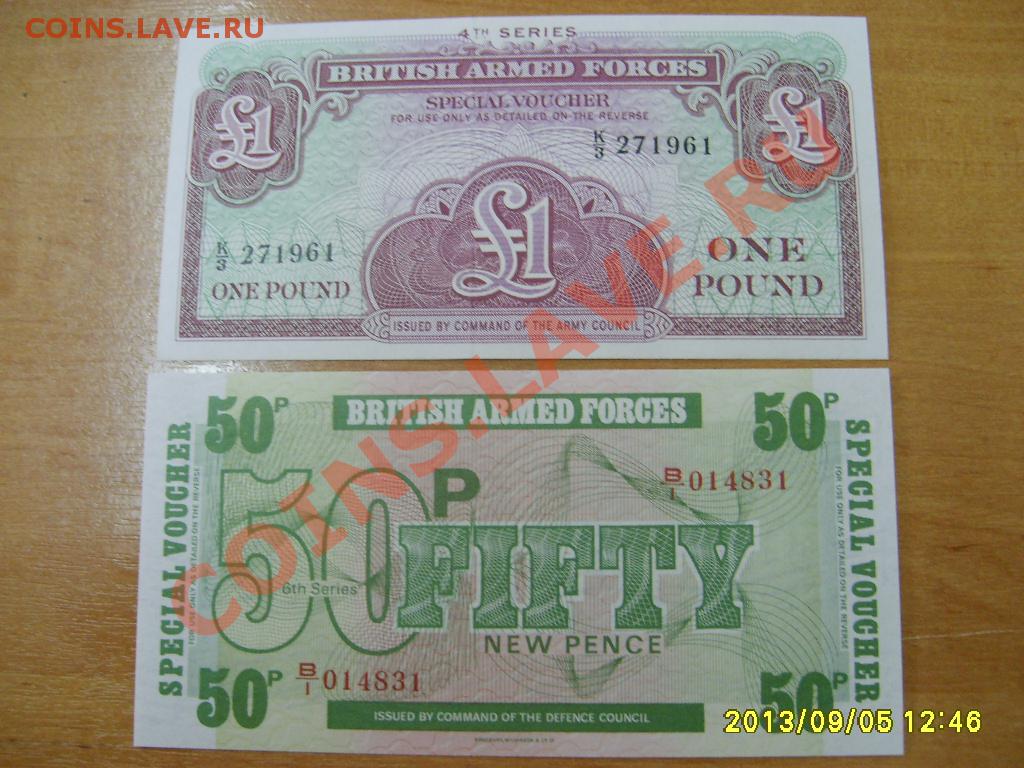 COINS.LAVE.RU
4TH SERIES
BRITISH ARMED FORCES
SPECIAL VOUCHER
FOR USE ONLY AS DETAILED ON THE REVERSE
£1
£1
K/3 271961
£1
K/3 271961
ONE POUND
ONE
POUND
ISSUED BY COMMAND OF THE ARMY COUNCIL
COINS.LAVE.RU
50P
BRITISH ARMED FORCES
50P
SPECIAL VOUCHER
FOR USE ONLY AS DETAILED ON THE REVERSE
B/1 014831
50P
FIFTY
6th Series
NEW PENCE
SPECIAL VOUCHER
FOR USE ONLY AS DETAILED ON THE REVERSE
50P
B/1 014831
50P
ISSUED BY COMMAND OF THE DEFENCE COUNCIL
2013/09/05 12:46